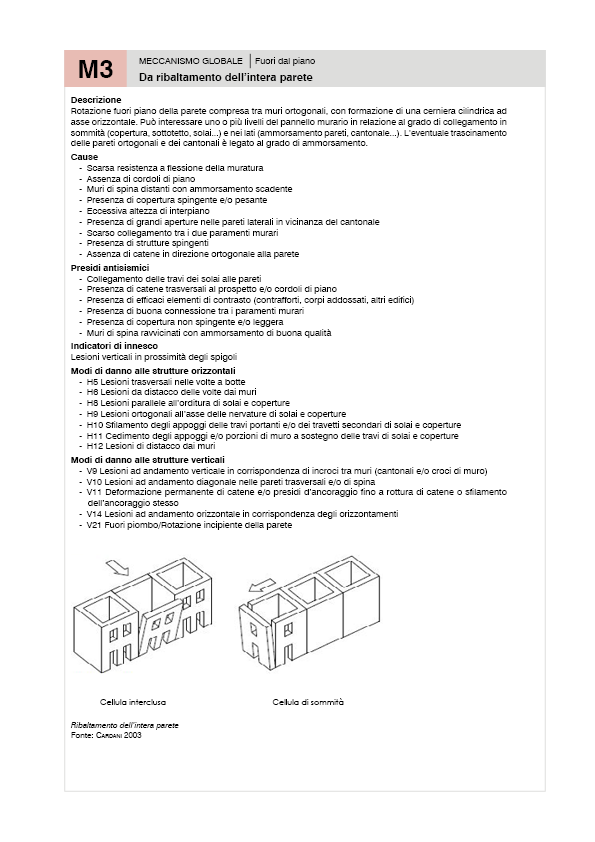 M3
MECCANISMO GLOBALE | Fuori dal piano
Da ribaltamento dell'intera parete
Descrizione
Rotazione fuori piano della parete compresa tra muri ortogonali, con formazione di una cerniera cilindrica ad
asse orizzontale. Può interessare uno o più livelli del pannello murario in relazione al grado di collegamento in
sommità (copertura, sottotetto, solai...) e nei lati (ammorsamento pareti, cantonale...). L'eventuale trascinamento
delle pareti ortogonali e dei cantonali è legato al grado di ammorsamento.
Cause
- Scarsa resistenza a flessione della muratura
- Assenza di cordoli di piano
- Muri di spina distanti con ammorsamento scadente
- Presenza di copertura spingente e/o pesante
- Eccessiva altezza di interpiano
- Presenza di grandi aperture nelle pareti laterali in vicinanza del cantonale
- Scarso collegamento tra i due paramenti murari
- Presenza di strutture spingenti
- Assenza di catene in direzione ortogonale alla parete
Presidi antisismici
- Collegamento delle travi dei solai alle pareti
- Presenza di catene trasversali al prospetto e/o cordoli di piano
- Presenza di efficaci elementi di contrasto (contrafforti, corpi addossati, altri edifici)
- Presenza di buona connessione tra i paramenti murari
- Presenza di copertura non spingente e/o leggera
- Muri di spina ravvicinati con ammorsamento di buona qualità
Indicatori di innesco
Lesioni verticali in prossimità degli spigoli
Modi di danno alle strutture orizzontali
- H5 Lesioni trasversali nelle volte a botte
- H6 Lesioni da distacco delle volte dai muri
- H8 Lesioni parallele all'orditura di solai e coperture
- H9 Lesioni ortogonali all'asse delle nervature di solai e coperture
- H10 Sfilamento degli appoggi delle travi portanti e/o dei travetti secondari di solai e coperture
- H11 Cedimento degli appoggi e/o porzioni di muro a sostegno delle travi di solai e coperture
- H12 Lesioni di distacco dai muri
Modi di danno alle strutture verticali
- V9 Lesioni ad andamento verticale in corrispondenza di incroci tra muri (cantonali e/o croci di muro)
- V10 Lesioni ad andamento diagonale nelle pareti trasversali e/o di spina
- V11 Deformazione permanente di catene e/o presidi d'ancoraggio fino a rottura di catene o sfilamento
dell'ancoraggio stesso
- V14 Lesioni ad andamento orizzontale in corrispondenza degli orizzontamenti
- V21 Fuori piombo/Rotazione incipiente della parete
Cellula interclusa
Cellula di sommità
Ribaltamento dell'intera parete
Fonte: CARDANI 2003